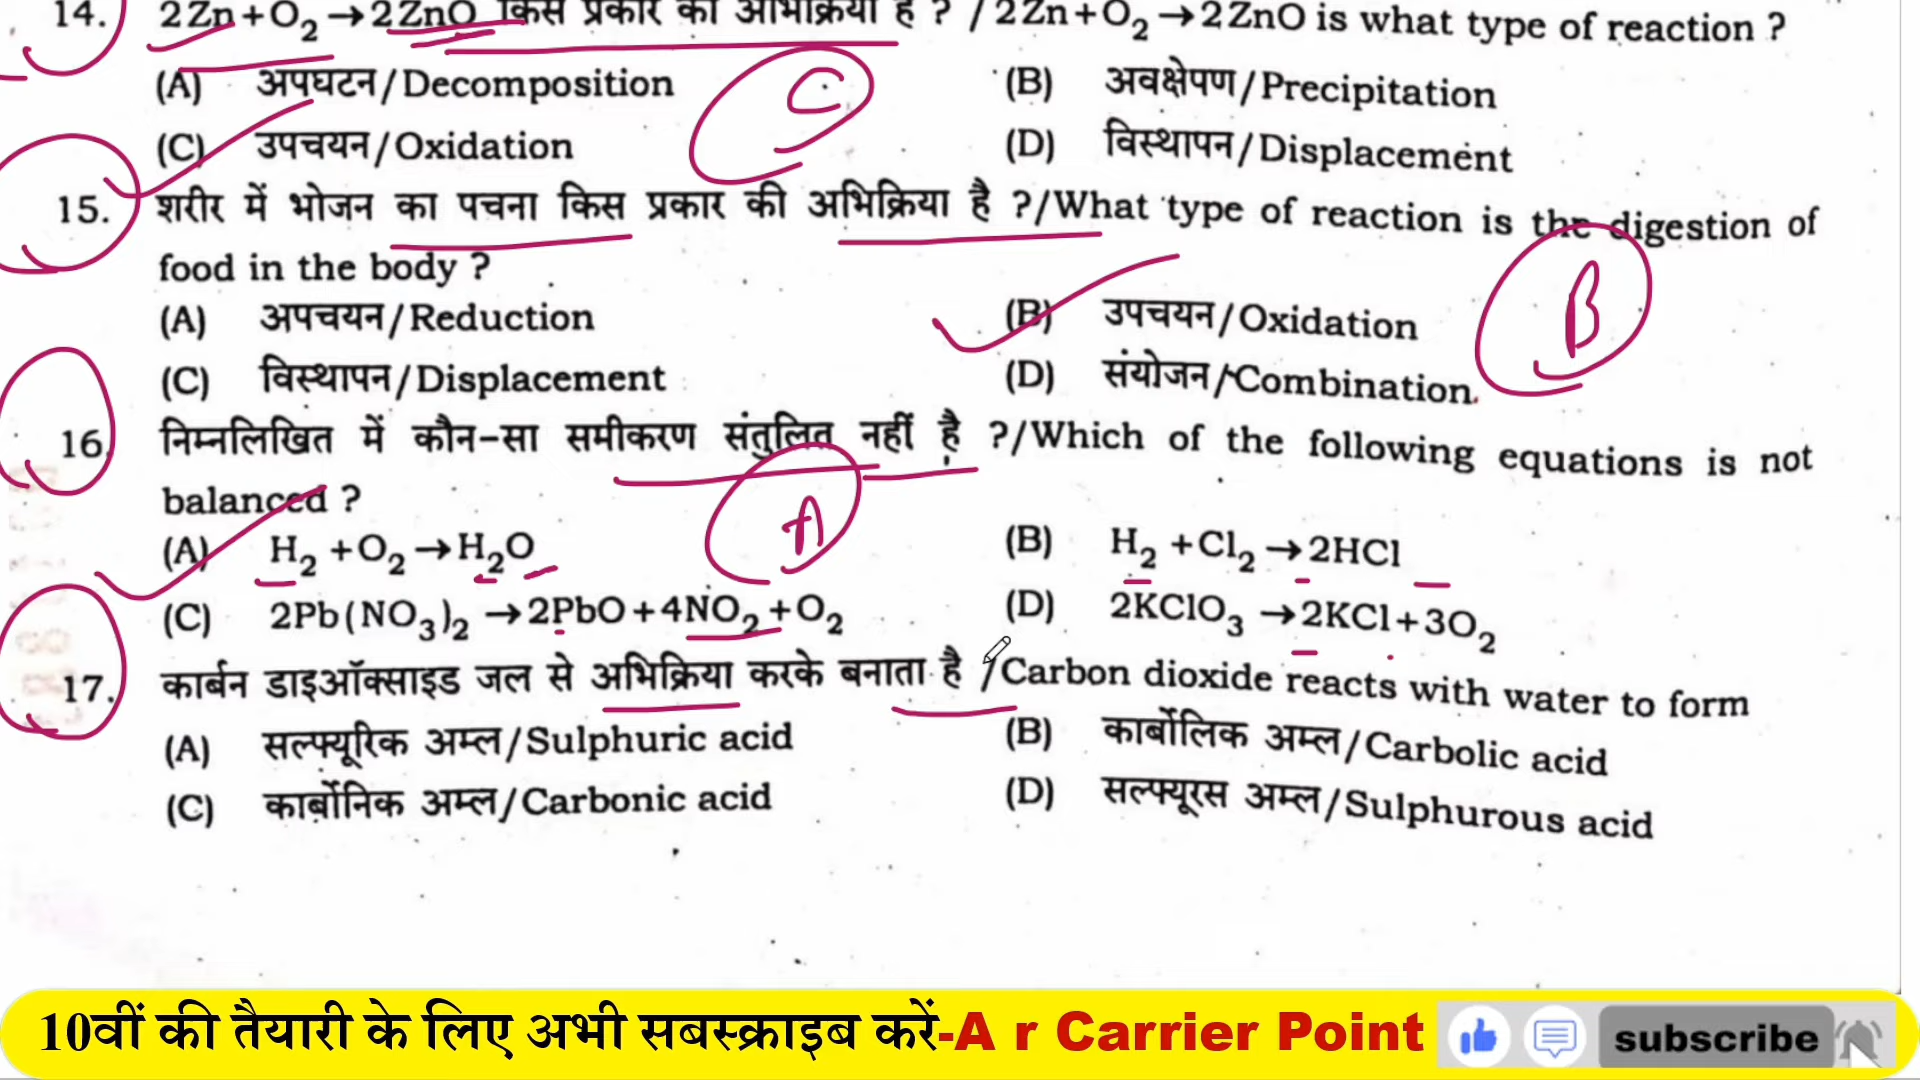 14. 2Zn+O₂→2ZnO किस प्रकार की अभिक्रिया है ? /2Zn+O₂→2ZnO is what type of reaction ?
(A) अपघटन/Decomposition (B) अवक्षेपण/Precipitation
C
(C) उपचयन/Oxidation (D) विस्थापन/Displacement
15. शरीर में भोजन का पचना किस प्रकार की अभिक्रिया है ?/What type of reaction is the digestion of
food in the body ?
(A) अपचयन/Reduction (B) उपचयन/Oxidation
B
(C) विस्थापन/Displacement (D) संयोजन/Combination
16. निम्नलिखित में कौन-सा समीकरण संतुलित नहीं है ?/Which of the following equations is not
balanced ?
A
(A) H₂+O₂→H₂O (B) H₂+Cl₂→2HCl
(C) 2Pb(NO₃)₂→2PbO+4NO₂+O₂ (D) 2KClO₃→2KCl+3O₂
17. कार्बन डाइऑक्साइड जल से अभिक्रिया करके बनाता है /Carbon dioxide reacts with water to form
(A) सल्फ्यूरिक अम्ल/Sulphuric acid (B) कार्बोलिक अम्ल/Carbolic acid
(C) कार्बोनिक अम्ल/Carbonic acid (D) सल्फ्यूरस अम्ल/Sulphurous acid
10वीं की तैयारी के लिए अभी सबस्क्राइब करें-A r Carrier Point subscribe